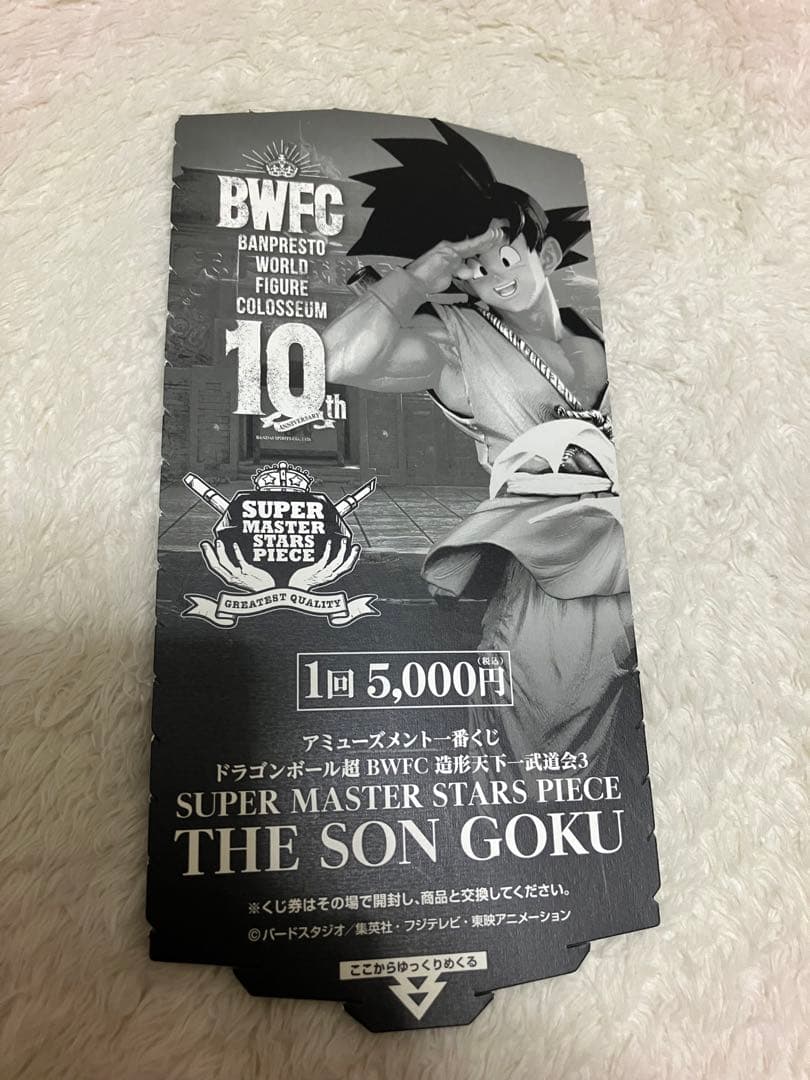 BWFC
BANPRESTO
WORLD
FIGURE
COLOSSEUM
10th
ANNIVERSARY
BANDAI SPIRITS CO., LTD.
SUPER
MASTER
STARS
PIECE
GREATEST QUALITY
(税込)
1回 5,000円
アミューズメント一番くじ
ドラゴンボール超 BWFC 造形天下一武道会3
SUPER MASTER STARS PIECE
THE SON GOKU
※くじ券はその場で開封し、商品と交換してください。
©バードスタジオ/集英社・フジテレビ・東映アニメーション
ここからゆっくりめくる